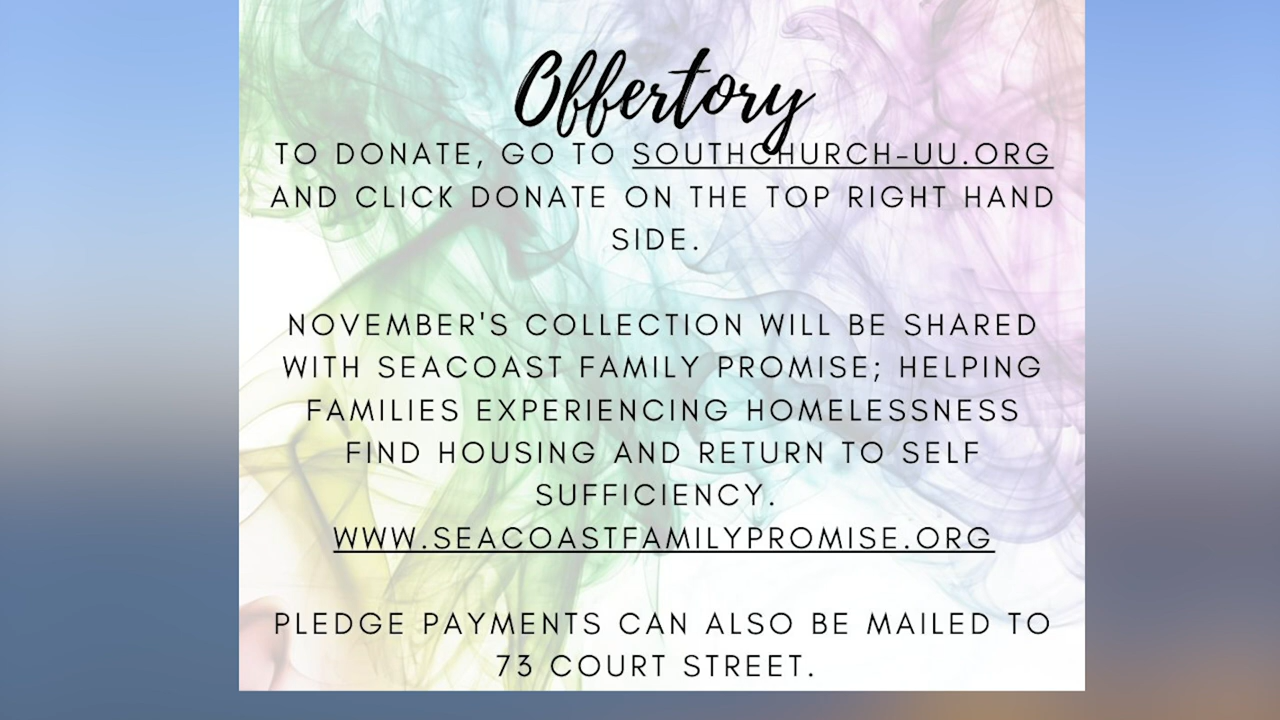 Offertory
TO DONATE, GO TO SOUTHCHURCH-UU.ORG
AND CLICK DONATE ON THE TOP RIGHT HAND
SIDE.
NOVEMBER'S COLLECTION WILL BE SHARED
WITH SEACOAST FAMILY PROMISE; HELPING
FAMILIES EXPERIENCING HOMELESSNESS
FIND HOUSING AND RETURN TO SELF
SUFFICIENCY.
WWW.SEACOASTFAMILYPROMISE.ORG
PLEDGE PAYMENTS CAN ALSO BE MAILED TO
73 COURT STREET.